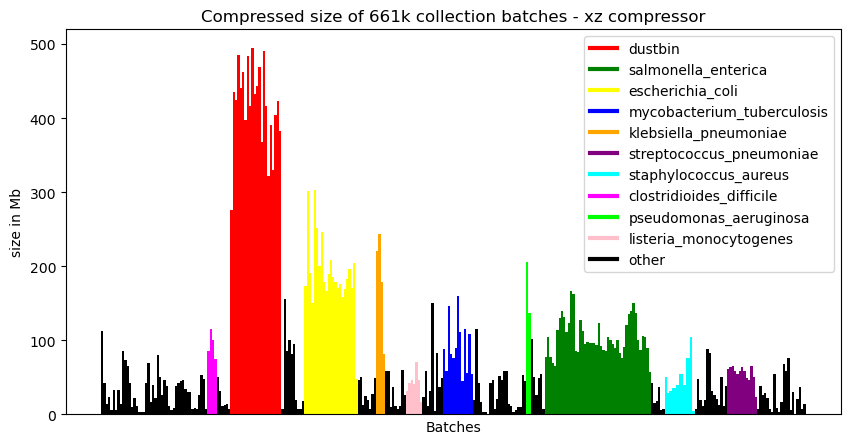 Compressed size of 661k collection batches - xz compressor
500
400
300
200
100
0
size in Mb
Batches
dustbin
salmonella_enterica
escherichia_coli
mycobacterium_tuberculosis
klebsiella_pneumoniae
streptococcus_pneumoniae
staphylococcus_aureus
clostridioides_difficile
pseudomonas_aeruginosa
listeria_monocytogenes
other